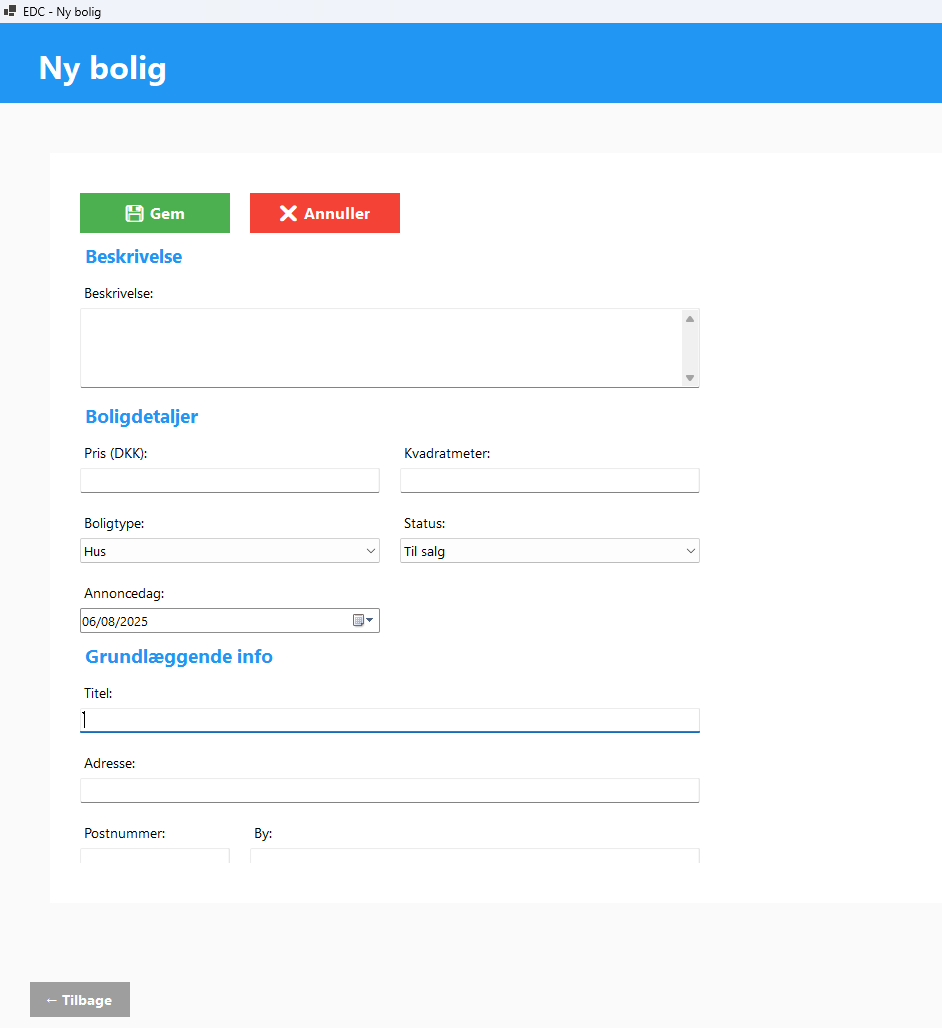 EDC - Ny bolig
Ny bolig
Gem
Annuller
Beskrivelse
Beskrivelse:
Boligdetaljer
Pris (DKK):
Kvadratmeter:
Boligtype:
Status:
Hus
Til salg
Annoncedag:
06/08/2025
Grundlæggende info
Titel:
Adresse:
Postnummer:
By:
← Tilbage